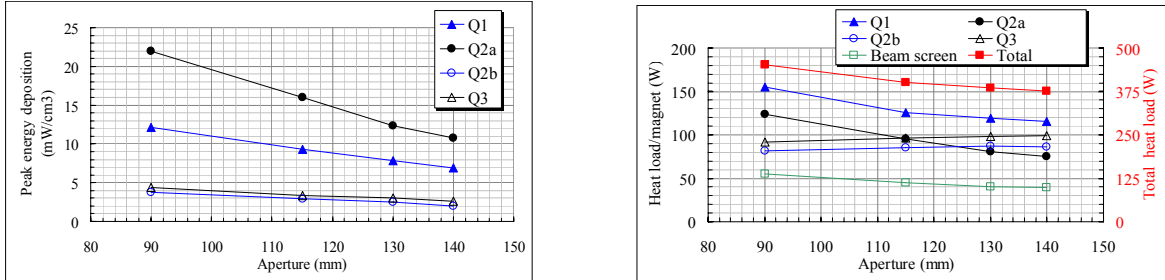 Peak energy deposition
(mW/cm3)
25
20
15
10
5
0
80 90 100 110 120 130 140 150
Aperture (mm)
Q1
Q2a
Q2b
Q3
Q1 Q2a
Q2b Q3
Beam screen Total
Heat load/magnet (W)
200
150
100
50
0
80 90 100 110 120 130 140 150
Aperture (mm)
500
375
250
125
0
Total heat load (W)